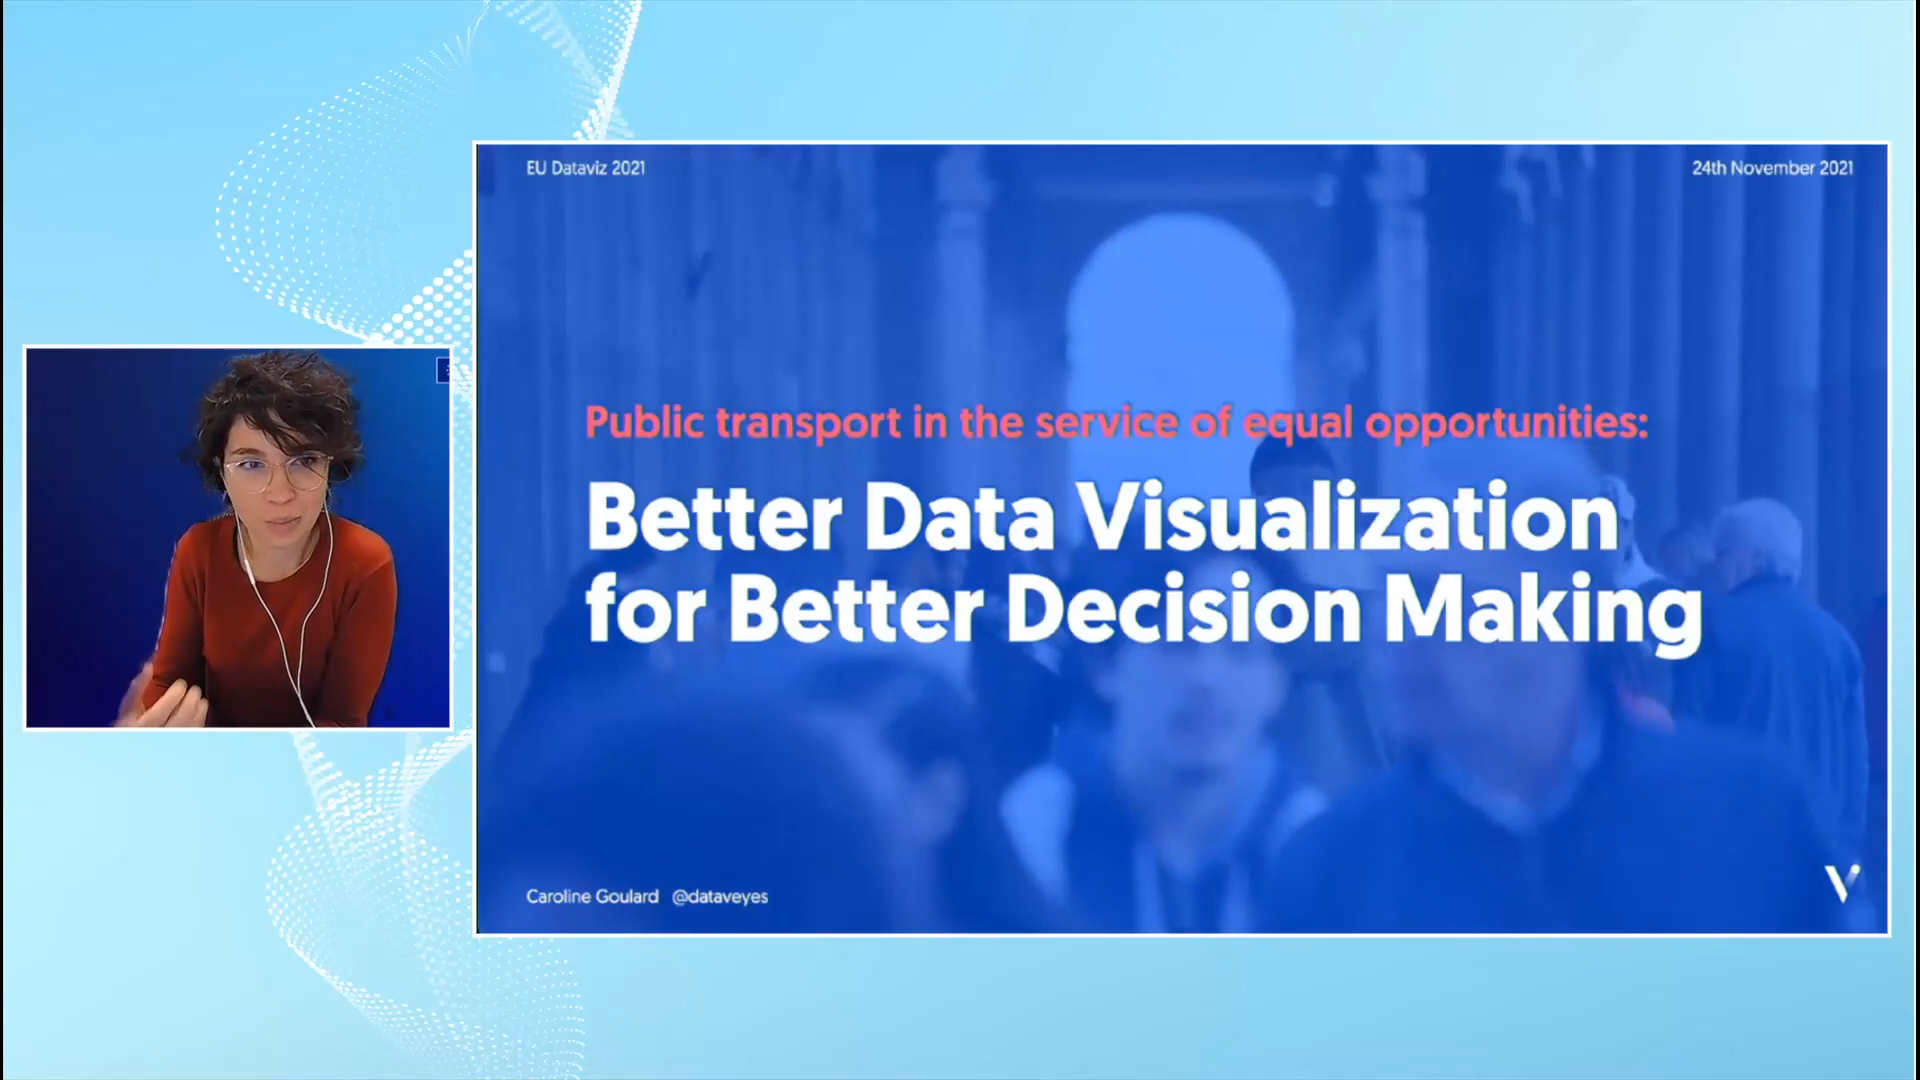 EU Dataviz 2021
24th November 2021
Public transport in the service of equal opportunities:
Better Data Visualization
for Better Decision Making
Caroline Goulard @dataveyes